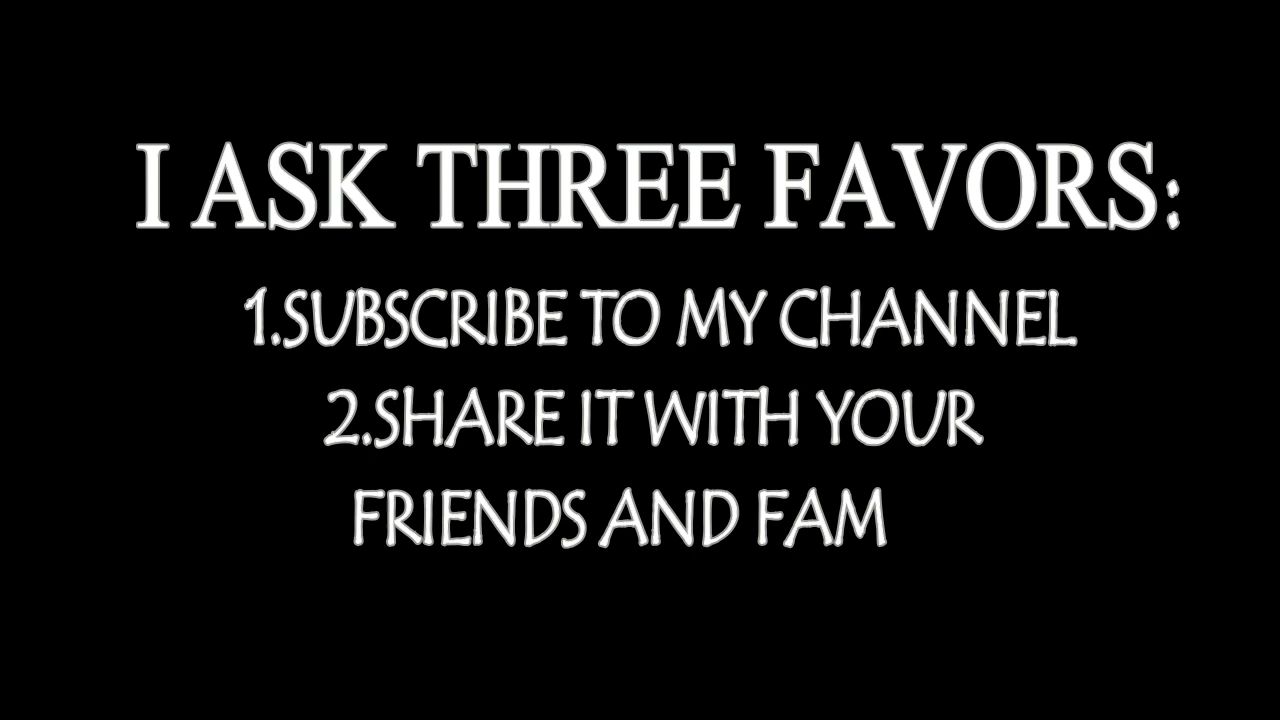 I ASK THREE FAVORS:
1.SUBSCRIBE TO MY CHANNEL
2.SHARE IT WITH YOUR
FRIENDS AND FAM